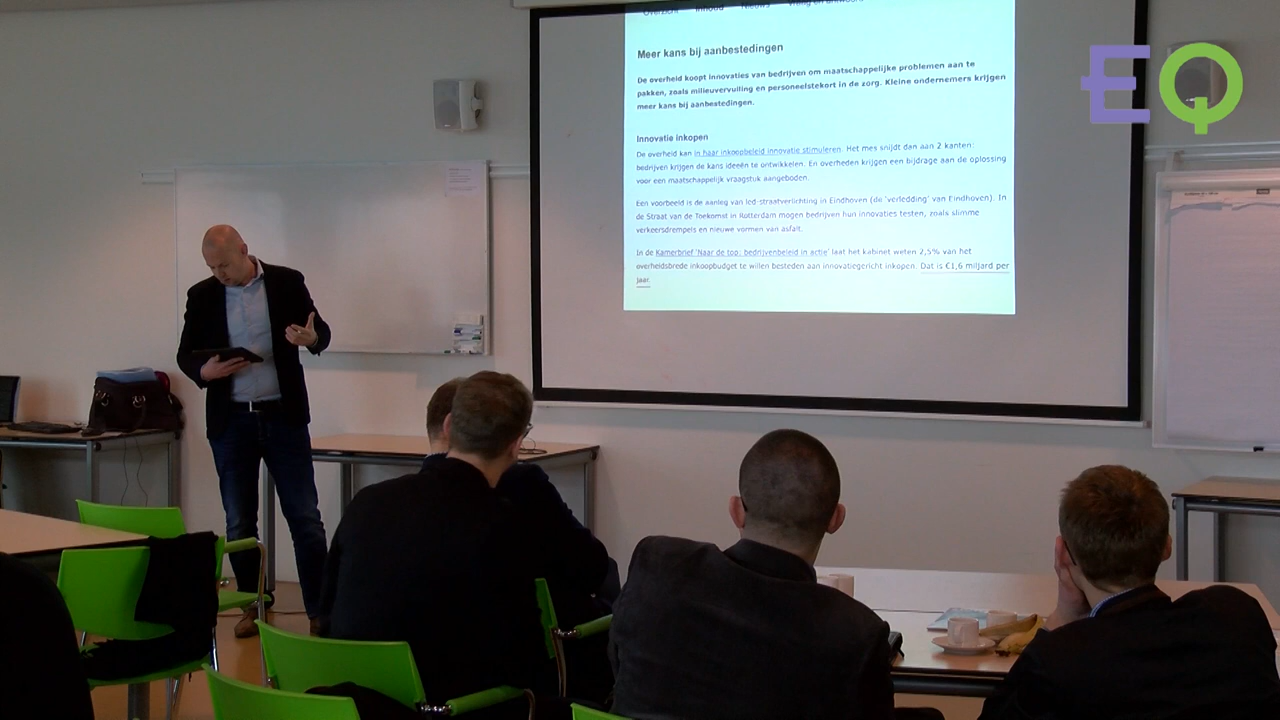 Overzicht Inhoud Nieuws Vraag en antwoord
Meer kans bij aanbestedingen
De overheid koopt innovaties van bedrijven om maatschappelijke problemen aan te
pakken, zoals milieuvervuiling en personeelstekort in de zorg. Kleine ondernemers krijgen
meer kans bij aanbestedingen.
Innovatie inkopen
De overheid kan in haar inkoopbeleid innovatie stimuleren. Het mes snijdt dan aan 2 kanten:
bedrijven krijgen de kans ideeën te ontwikkelen. En overheden krijgen een bijdrage aan de oplossing
voor een maatschappelijk vraagstuk aangeboden.
Een voorbeeld is de aanleg van led-straatverlichting in Eindhoven (de 'verledding' van Eindhoven). In
de Straat van de Toekomst in Rotterdam mogen bedrijven hun innovaties testen, zoals slimme
verkeersdrempels en nieuwe vormen van asfalt.
In de Kamerbrief 'Naar de top: bedrijvenbeleid in actie' laat het kabinet weten 2,5% van het
overheidsbrede inkoopbudget te willen besteden aan innovatiegericht inkopen. Dat is €1,6 miljard per
jaar.
EQ